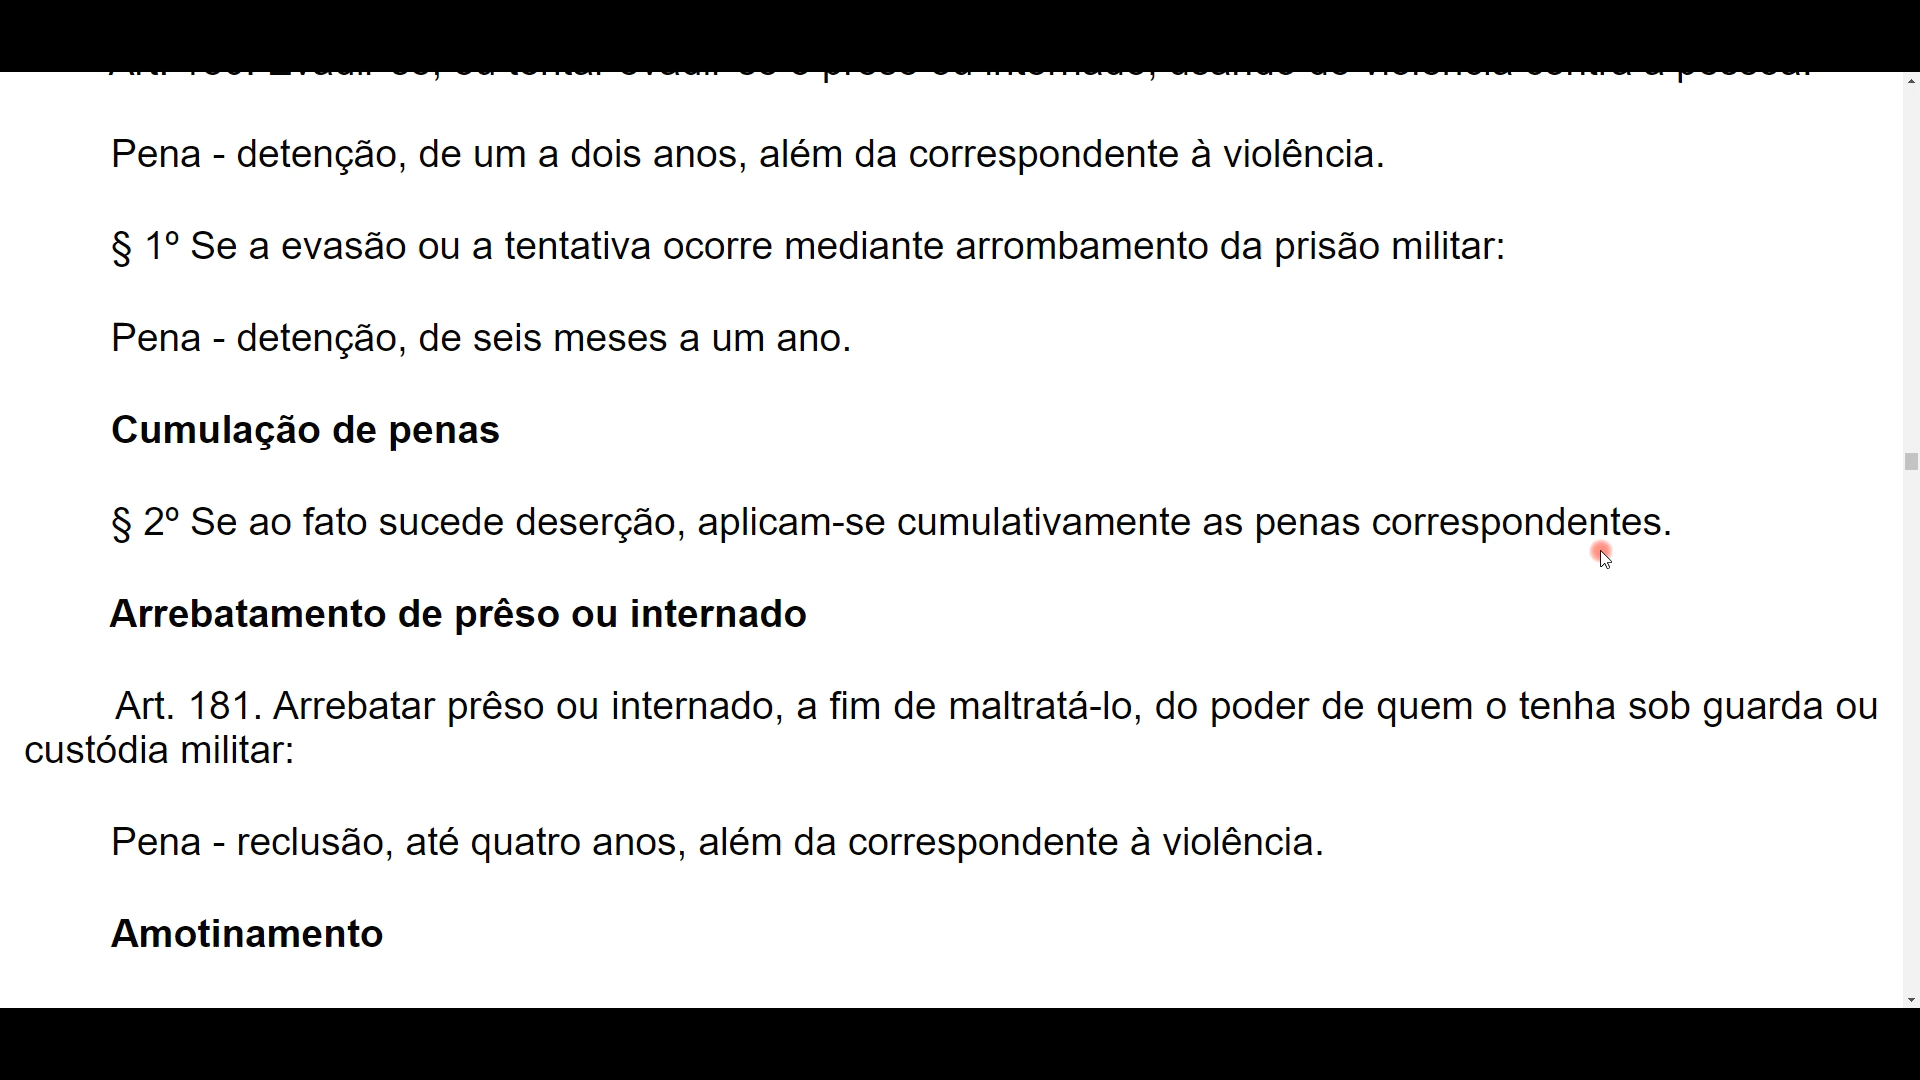 Pena - detenção, de um a dois anos, além da correspondente à violência.
§ 1º Se a evasão ou a tentativa ocorre mediante arrombamento da prisão militar:
Pena - detenção, de seis meses a um ano.
Cumulação de penas
§ 2º Se ao fato sucede deserção, aplicam-se cumulativamente as penas correspondentes.
Arrebatamento de prêso ou internado
Art. 181. Arrebatar prêso ou internado, a fim de maltratá-lo, do poder de quem o tenha sob guarda ou
custódia militar:
Pena - reclusão, até quatro anos, além da correspondente à violência.
Amotinamento